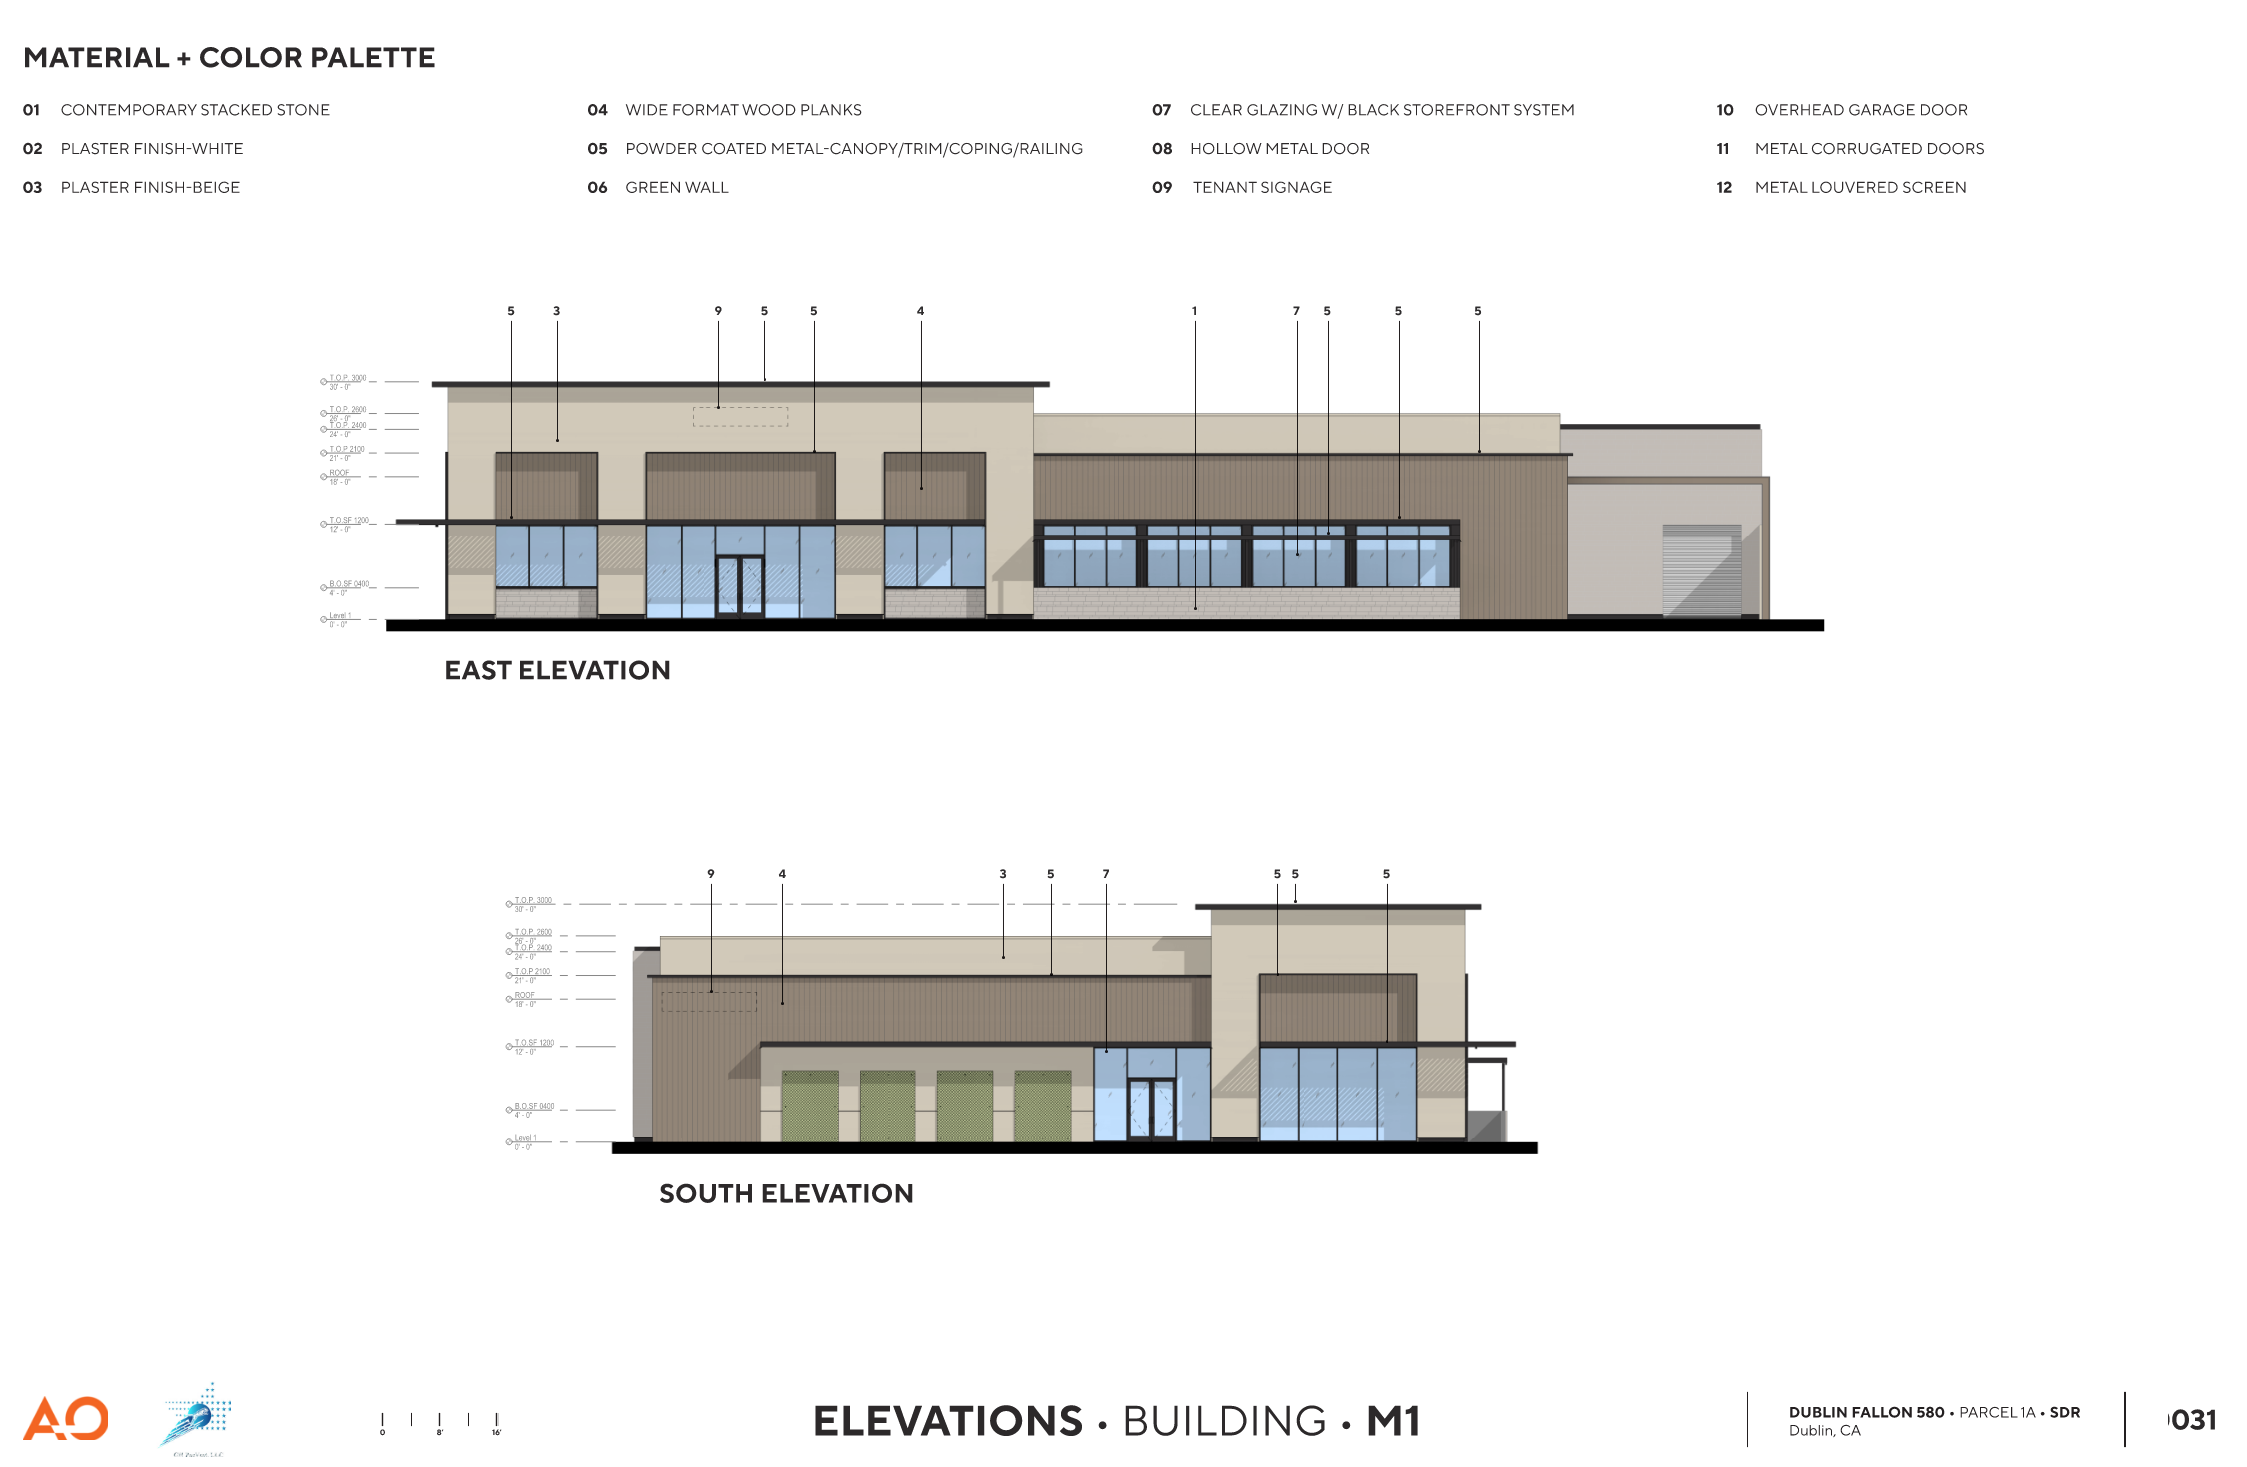 MATERIAL + COLOR PALETTE
01 CONTEMPORARY STACKED STONE
02 PLASTER FINISH-WHITE
03 PLASTER FINISH-BEIGE
04 WIDE FORMAT WOOD PLANKS
05 POWDER COATED METAL-CANOPY/TRIM/COPING/RAILING
06 GREEN WALL
07 CLEAR GLAZING W/ BLACK STOREFRONT SYSTEM
08 HOLLOW METAL DOOR
09 TENANT SIGNAGE
10 OVERHEAD GARAGE DOOR
11 METAL CORRUGATED DOORS
12 METAL LOUVERED SCREEN
5 3 9 5 5 4 1 7 5 5 5
T.O.P. 3000
30' - 0"
T.O.P. 2600
26' - 0"
T.O.P. 2400
24' - 0"
T.O.P 2100
21' - 0"
ROOF
18' - 0"
T.O.SF 1200
12' - 0"
B.O.SF 0400
4' - 0"
Level 1
0' - 0"
EAST ELEVATION
9 4 3 5 7 5 5 5
T.O.P. 3000
30' - 0"
T.O.P. 2600
26' - 0"
T.O.P. 2400
24' - 0"
T.O.P 2100
21' - 0"
ROOF
18' - 0"
T.O.SF 1200
12' - 0"
B.O.SF 0400
4' - 0"
Level 1
0' - 0"
SOUTH ELEVATION
AO
0 8' 16'
ELEVATIONS • BUILDING • M1
DUBLIN FALLON 580 • PARCEL 1A • SDR
Dublin, CA
031